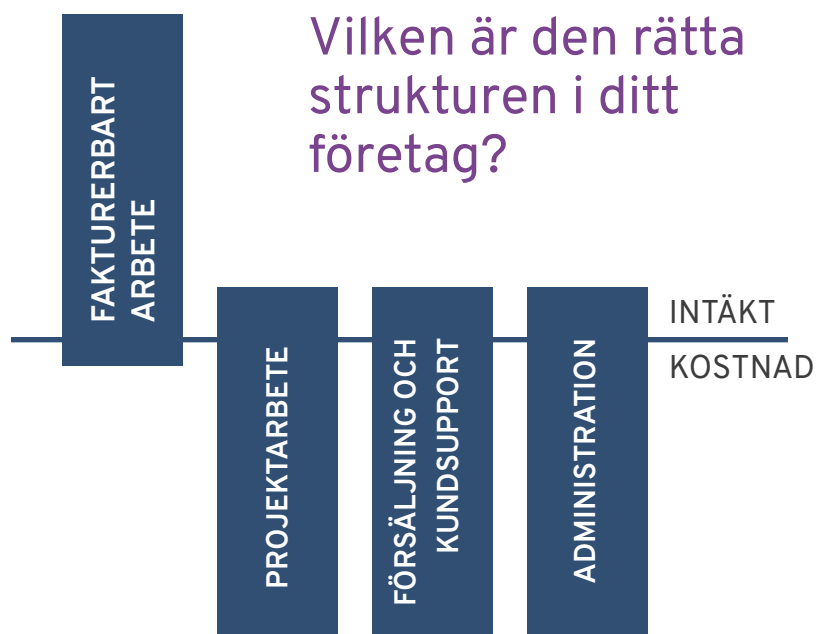 Vilken är den rätta
strukturen i ditt
företag?
FAKTURERBART
ARBETE
PROJEKTARBETE
FÖRSÄLJNING OCH
KUNDSUPPORT
ADMINISTRATION
INTÄKT
KOSTNAD